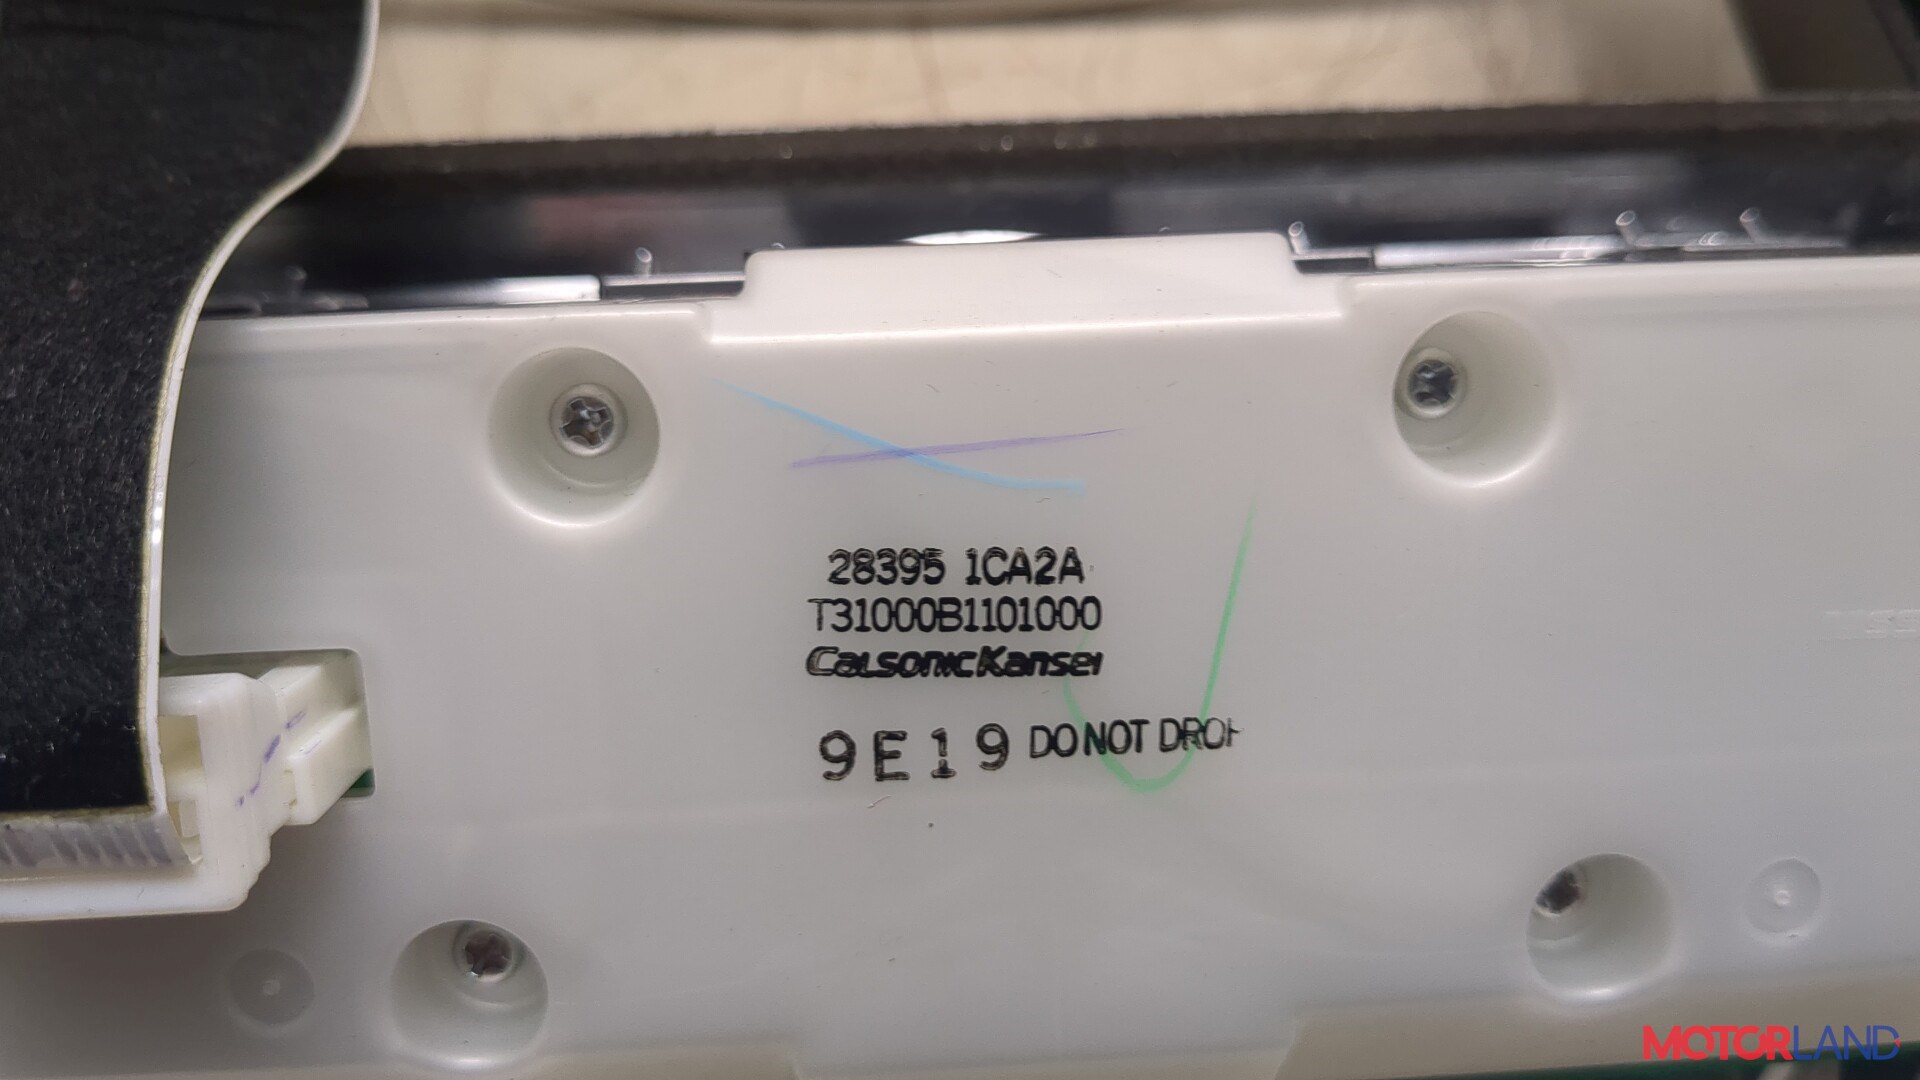 28395 1CA2A
T31000B1101000
CalsonicKansei
9E19 DO NOT DROP
MOTORLAND